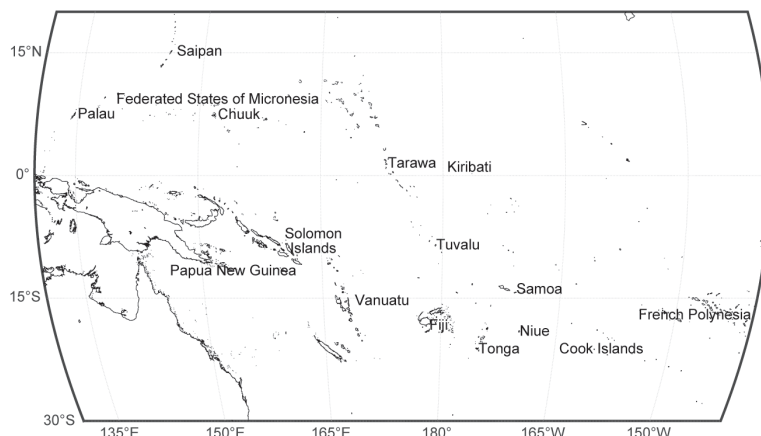 15°N
Saipan
Federated States of Micronesia
Palau
Chuuk
Tarawa
Kiribati
0°
Solomon
Islands
Tuvalu
Papua New Guinea
Samoa
15°S
Vanuatu
French Polynesia
Fiji
Niue
Tonga
Cook Islands
30°S
135°E
150°E
165°E
180°
165°W
150°W